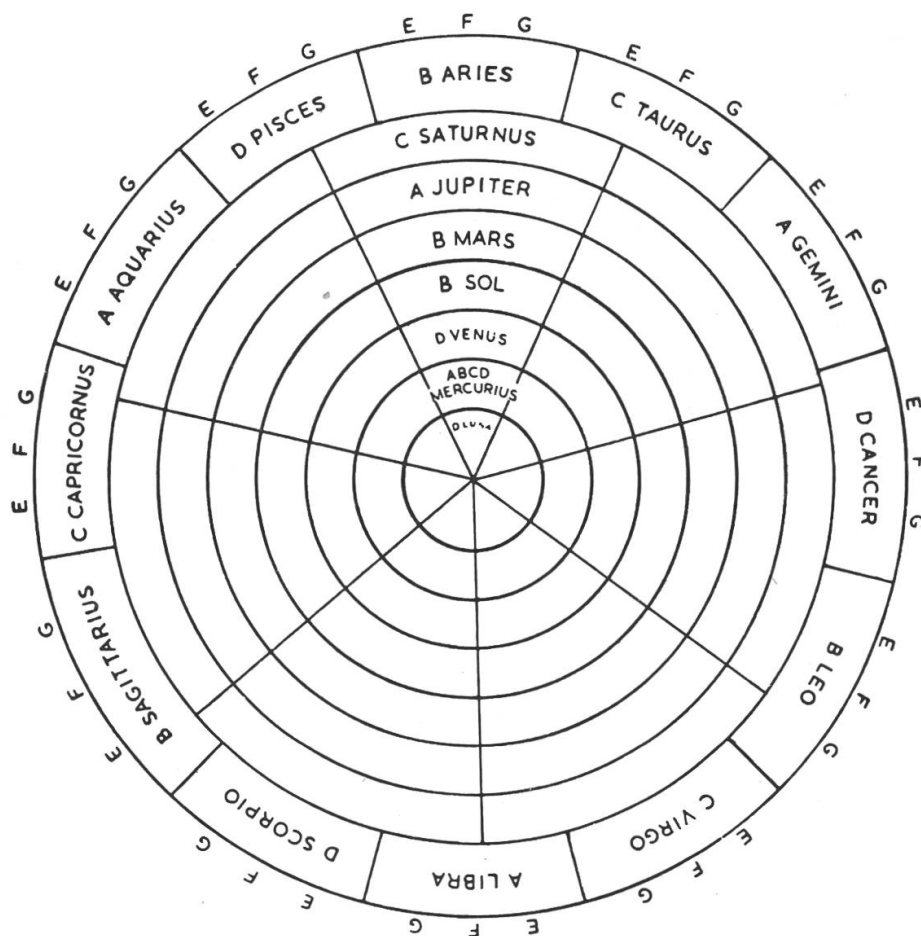 E F G
B ARIES
E F G
C TAURUS
E F G
A GEMINI
E F G
D CANCER
E F G
B LEO
E F G
C VIRGO
E F G
A LIBRA
E F G
D SCORPIO
E F G
B SAGITTARIUS
E F G
C CAPRICORNUS
E F G
A AQUARIUS
E F G
D PISCES
C SATURNUS
A JUPITER
B MARS
B SOL
D VENUS
ABCD
MERCURIUS
D LUNA